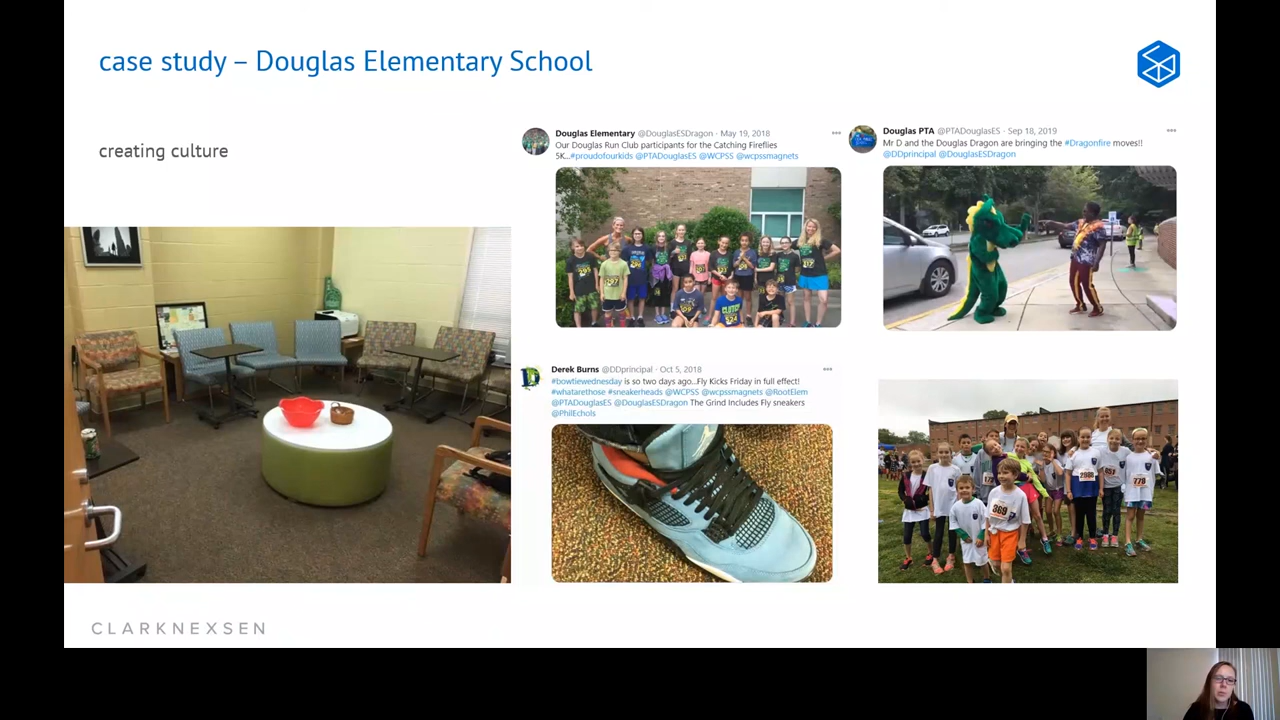 case study – Douglas Elementary School
creating culture
Douglas Elementary @DouglasESDragon · May 19, 2018
Our Douglas Run Club participants for the Catching Fireflies
5K...#proudofourkids @PTADouglasES @WCPSS @wcpssmagnets
Douglas PTA @PTADouglasES · Sep 18, 2019
Mr D and the Douglas Dragon are bringing the #Dragonfire moves!!
@DDprincipal @DouglasESDragon
Derek Burns @DDprincipal · Oct 5, 2018
#bowtiewednesday is so two days ago...Fly Kicks Friday in full effect!
#whatarethose #sneakerheads @WCPSS @wcpssmagnets @RootElem
@PTADouglasES @DouglasESDragon The Grind Includes Fly sneakers
@PhilEchols
369
778
CLARKNEXSEN